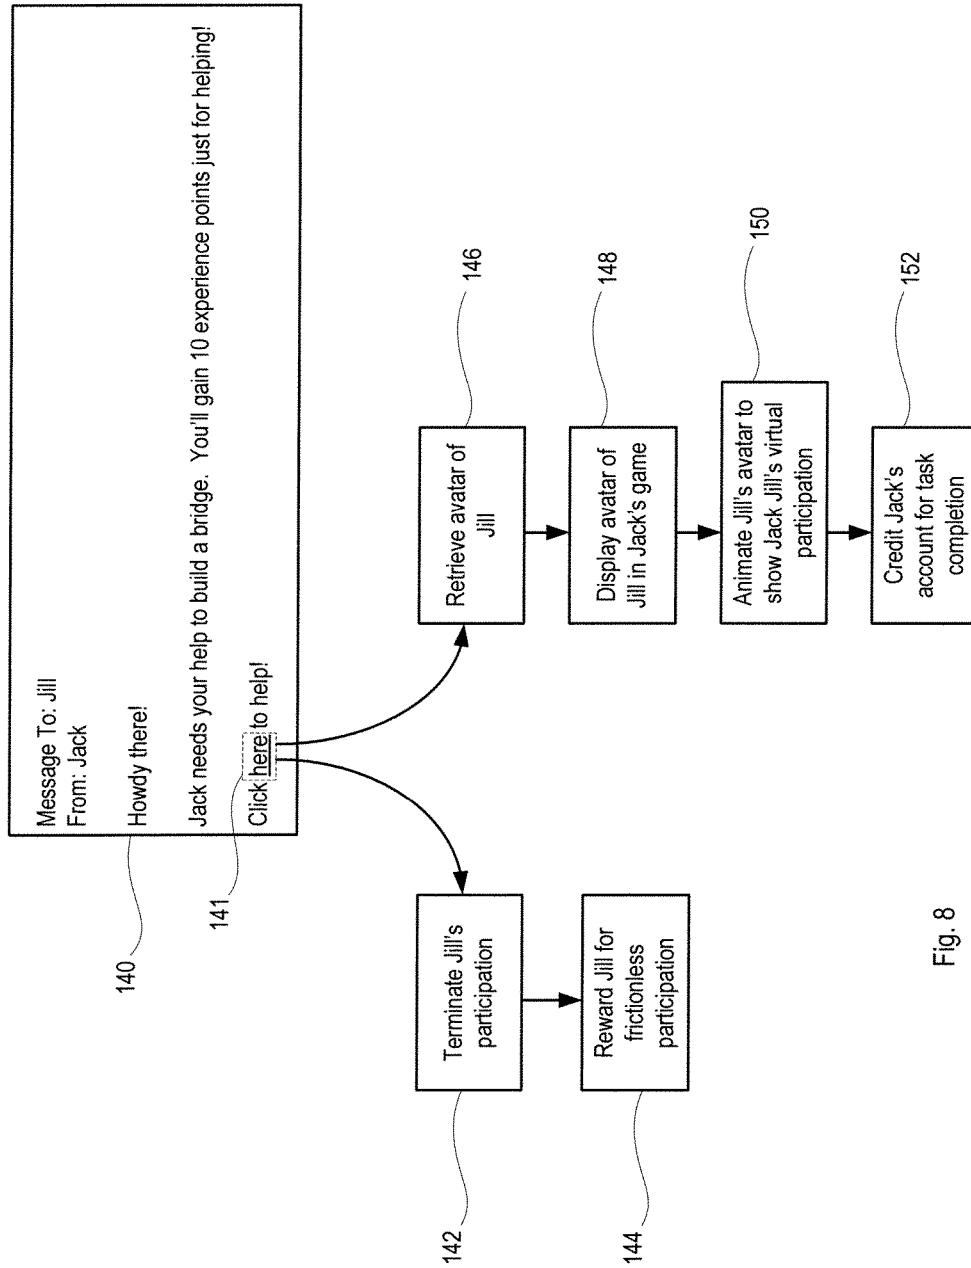 Message To: Jill
From: Jack
Howdy there!
Jack needs your help to build a bridge. You'll gain 10 experience points just for helping!
Click here to help!
140
141
Terminate Jill's
participation
142
Reward Jill for
frictionless
participation
144
Retrieve avatar of
Jill
146
Display avatar of
Jill in Jack's game
148
Animate Jill's avatar to
show Jack Jill's virtual
participation
150
Credit Jack's
account for task
completion
152
Fig. 8